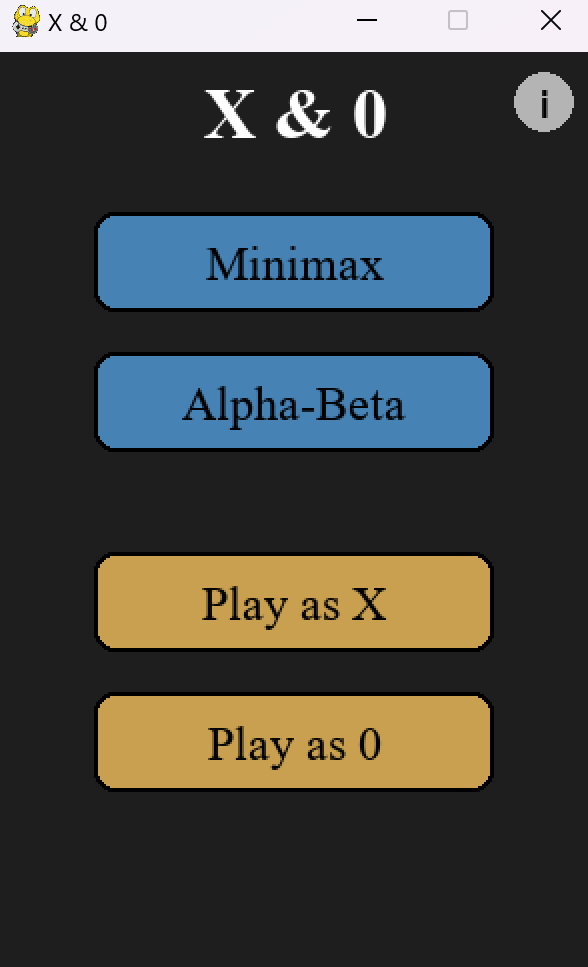 X & 0
X & 0
i
Minimax
Alpha-Beta
Play as X
Play as 0